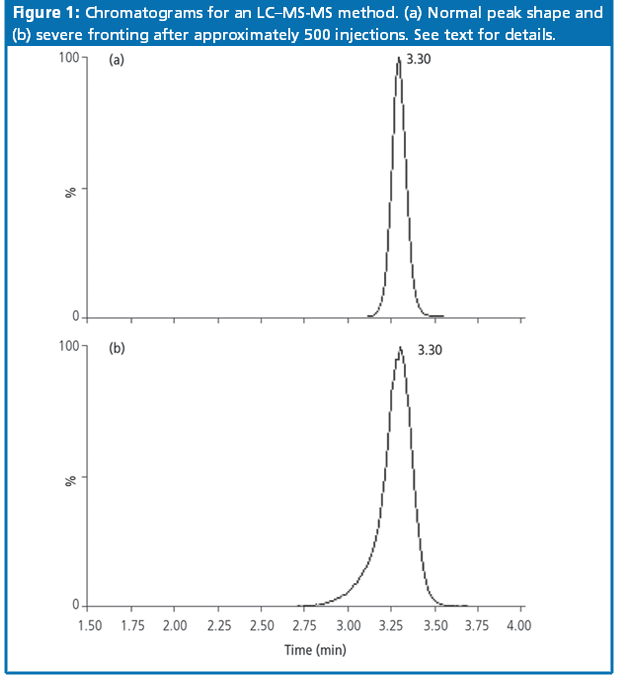 Figure 1: Chromatograms for an LC–MS-MS method. (a) Normal peak shape and
(b) severe fronting after approximately 500 injections. See text for details.
100
(a)
3.30
%
0
100
(b)
3.30
%
0
1.50 1.75 2.00 2.25 2.50 2.75 3.00 3.25 3.50 3.75 4.00
Time (min)